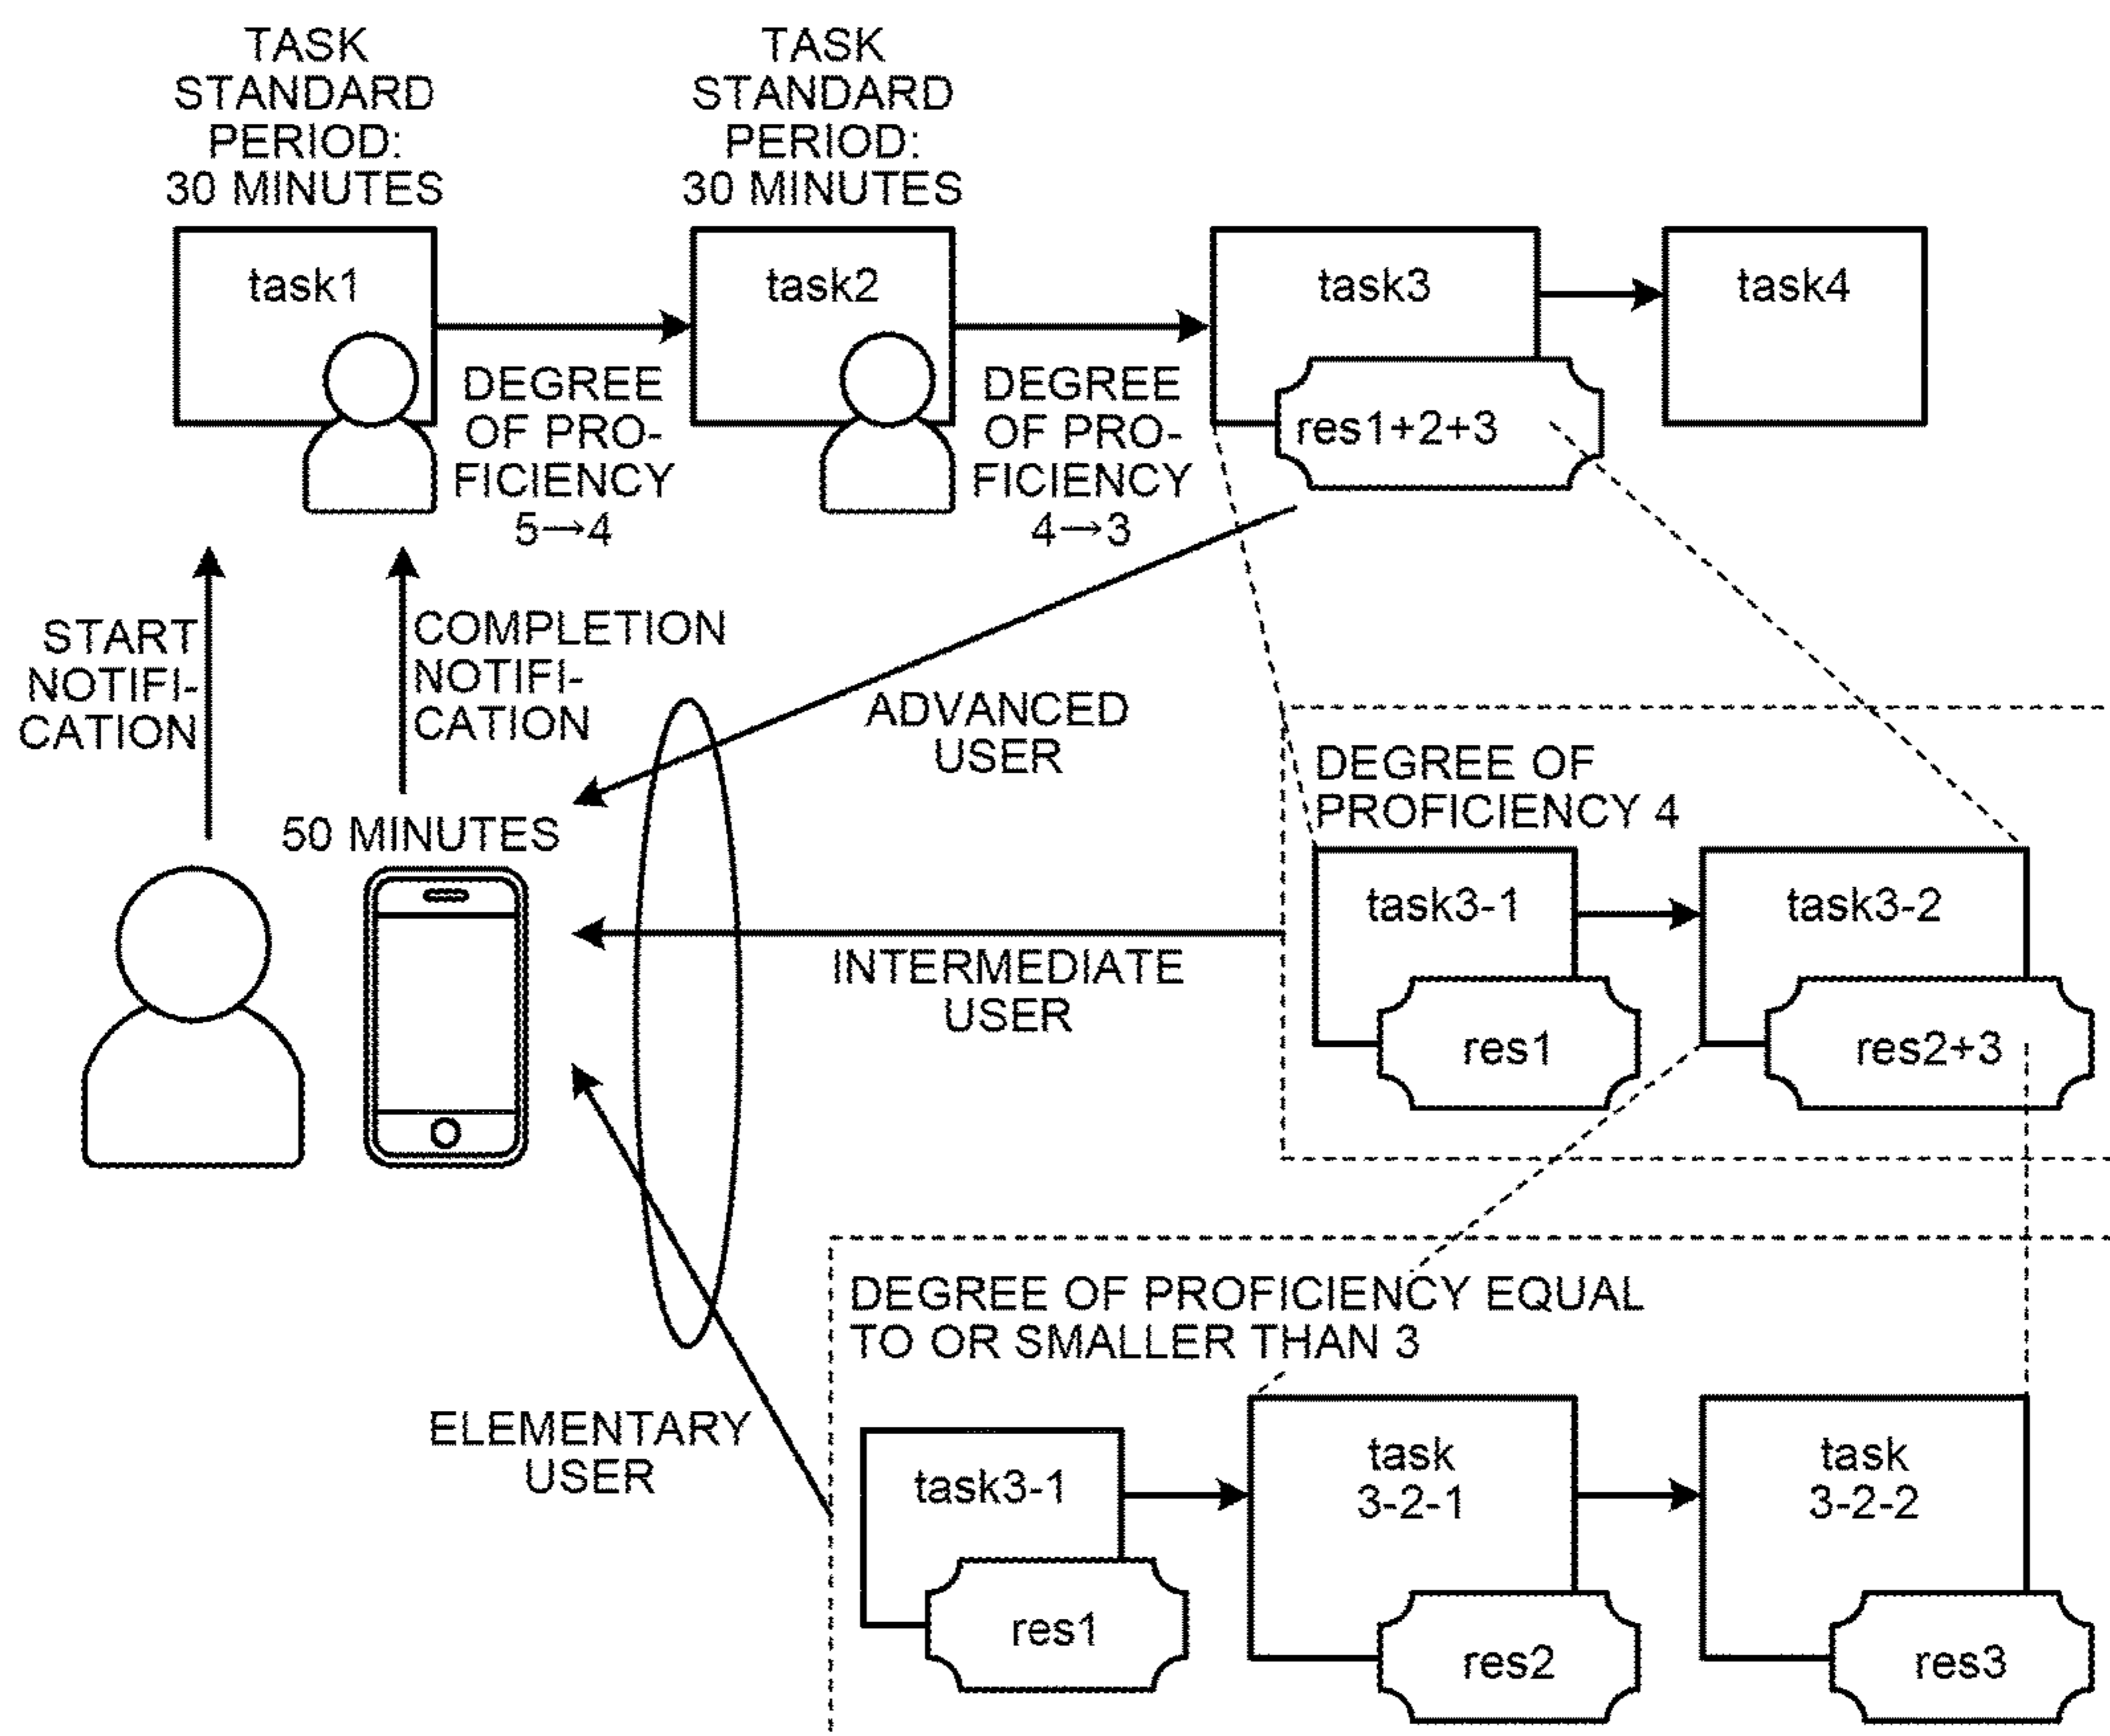 TASK
STANDARD
PERIOD:
30 MINUTES
TASK
STANDARD
PERIOD:
30 MINUTES
task1
task2
task3
task4
res1+2+3
DEGREE
OF PRO-
FICIENCY
5→4
DEGREE
OF PRO-
FICIENCY
4→3
START
NOTIFI-
CATION
COMPLETION
NOTIFI-
CATION
ADVANCED
USER
50 MINUTES
DEGREE OF
PROFICIENCY 4
task3-1
task3-2
INTERMEDIATE
USER
res1
res2+3
DEGREE OF PROFICIENCY EQUAL
TO OR SMALLER THAN 3
ELEMENTARY
USER
task3-1
task
3-2-1
task
3-2-2
res1
res2
res3